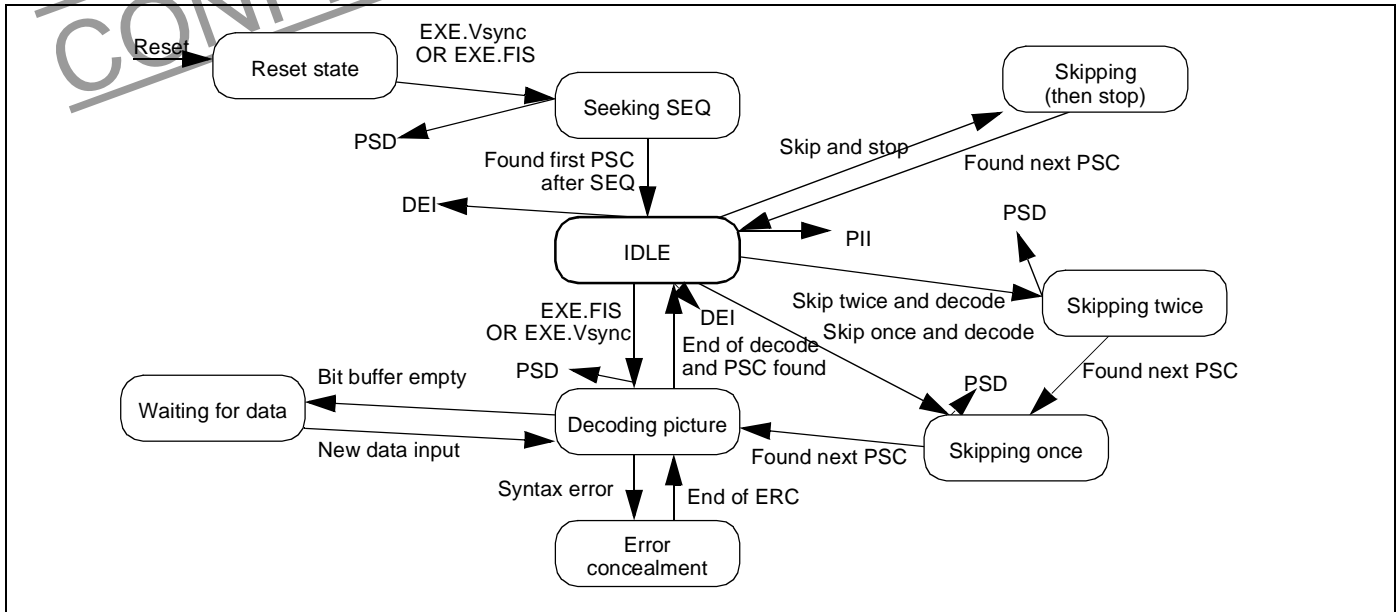 CONF
Reset
Reset state
EXE.Vsync
OR EXE.FIS
PSD
Seeking SEQ
Skipping
(then stop)
Found first PSC
after SEQ
Skip and stop
Found next PSC
DEI
IDLE
PII
PSD
Skip twice and decode
Skipping twice
Skip once and decode
EXE.FIS
OR EXE.Vsync
DEI
End of decode
and PSC found
PSD
Found next PSC
PSD
Bit buffer empty
Waiting for data
New data input
Decoding picture
Found next PSC
Skipping once
Syntax error
End of ERC
Error
concealment